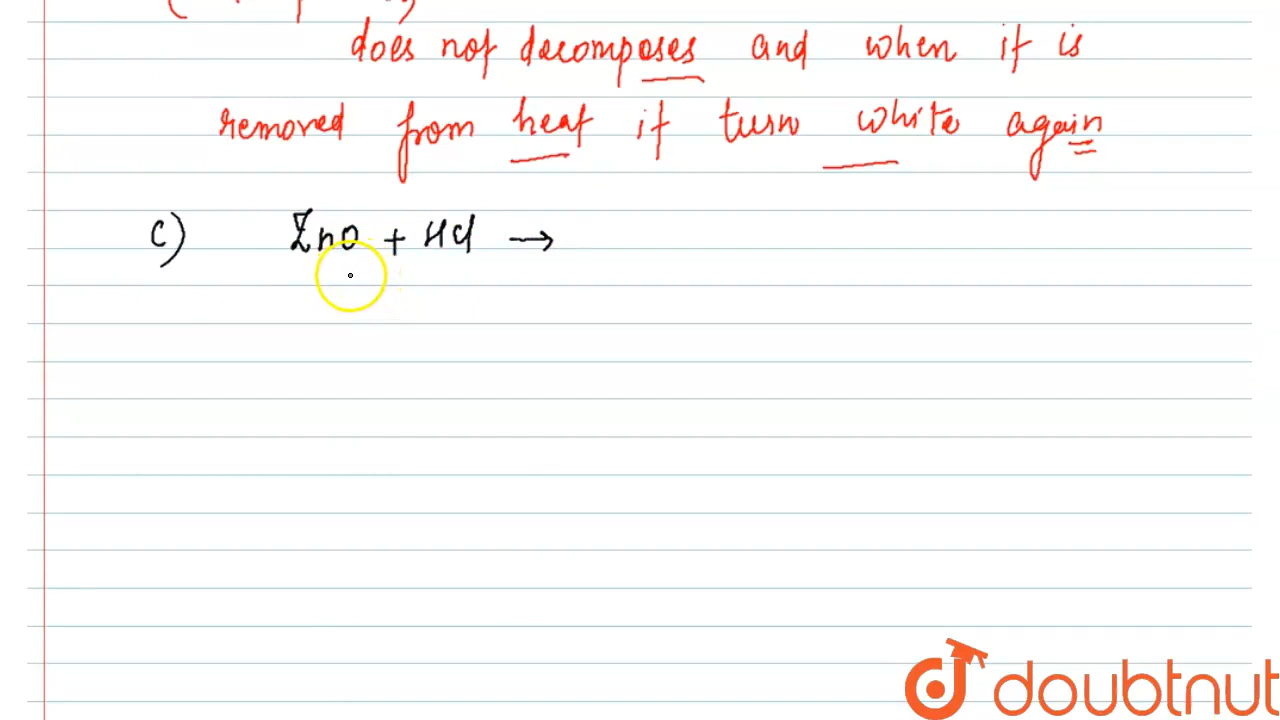 does not decomposes and when it is
removed from heat it turn white again
C) ZnO + HCl →
doubtnut